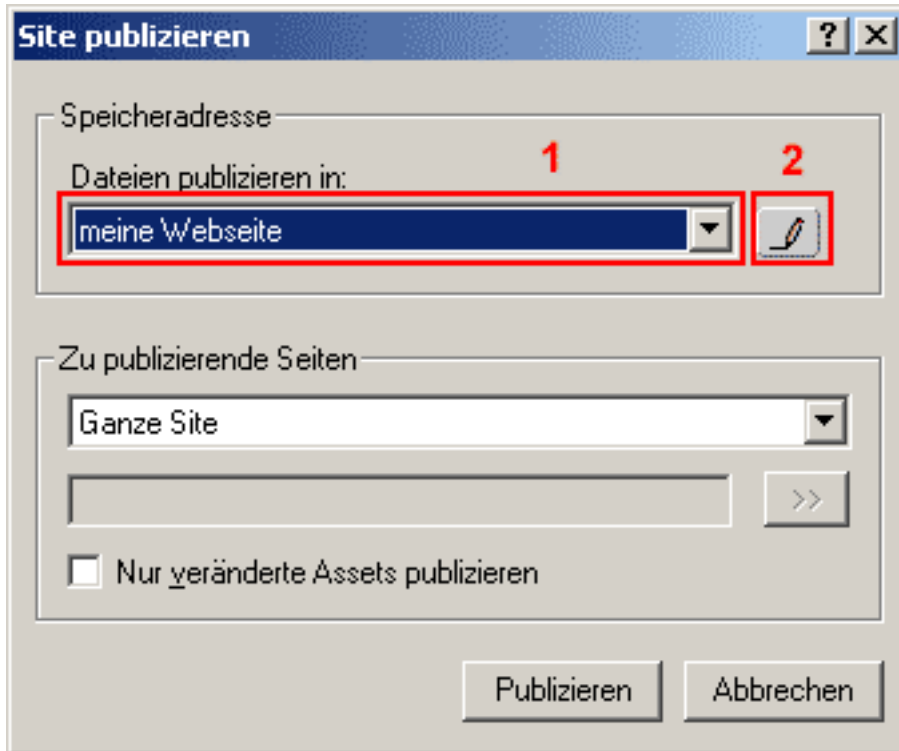 Site publizieren
Speicheradresse
1
2
Dateien publizieren in:
meine Webseite
Zu publizierende Seiten
Ganze Site
>>
Nur veränderte Assets publizieren
Publizieren
Abbrechen